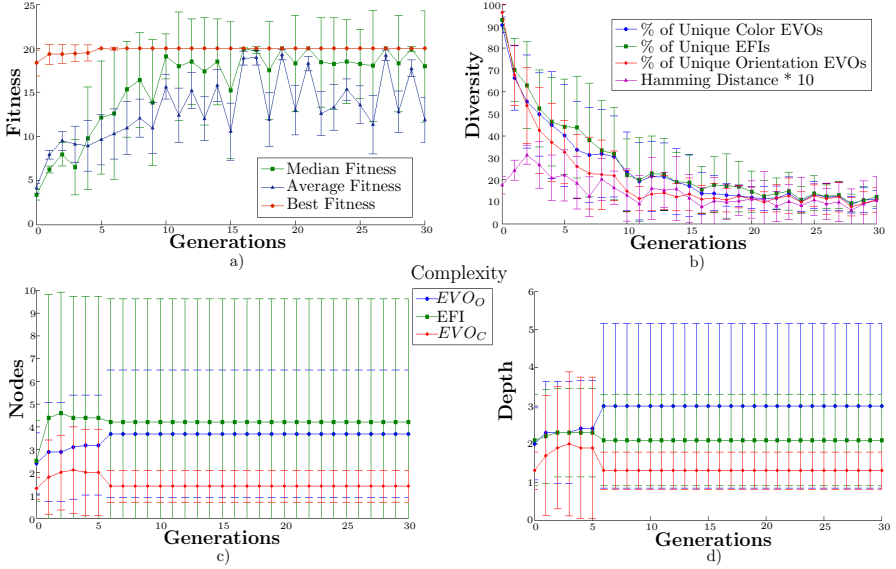 Fitness
25
20
15
10
5
0
0 5 10 15 20 25 30
Generations
a)
Median Fitness
Average Fitness
Best Fitness
Diversity
100
90
80
70
60
50
40
30
20
10
0
0 5 10 15 20 25 30
Generations
b)
% of Unique Color EVOs
% of Unique EFIs
% of Unique Orientation EVOs
Hamming Distance * 10
Complexity
EVO_O
EFI
EVO_C
Nodes
10
9
8
7
6
5
4
3
2
1
0
0 5 10 15 20 25 30
Generations
c)
Depth
6
5
4
3
2
1
0
0 5 10 15 20 25 30
Generations
d)